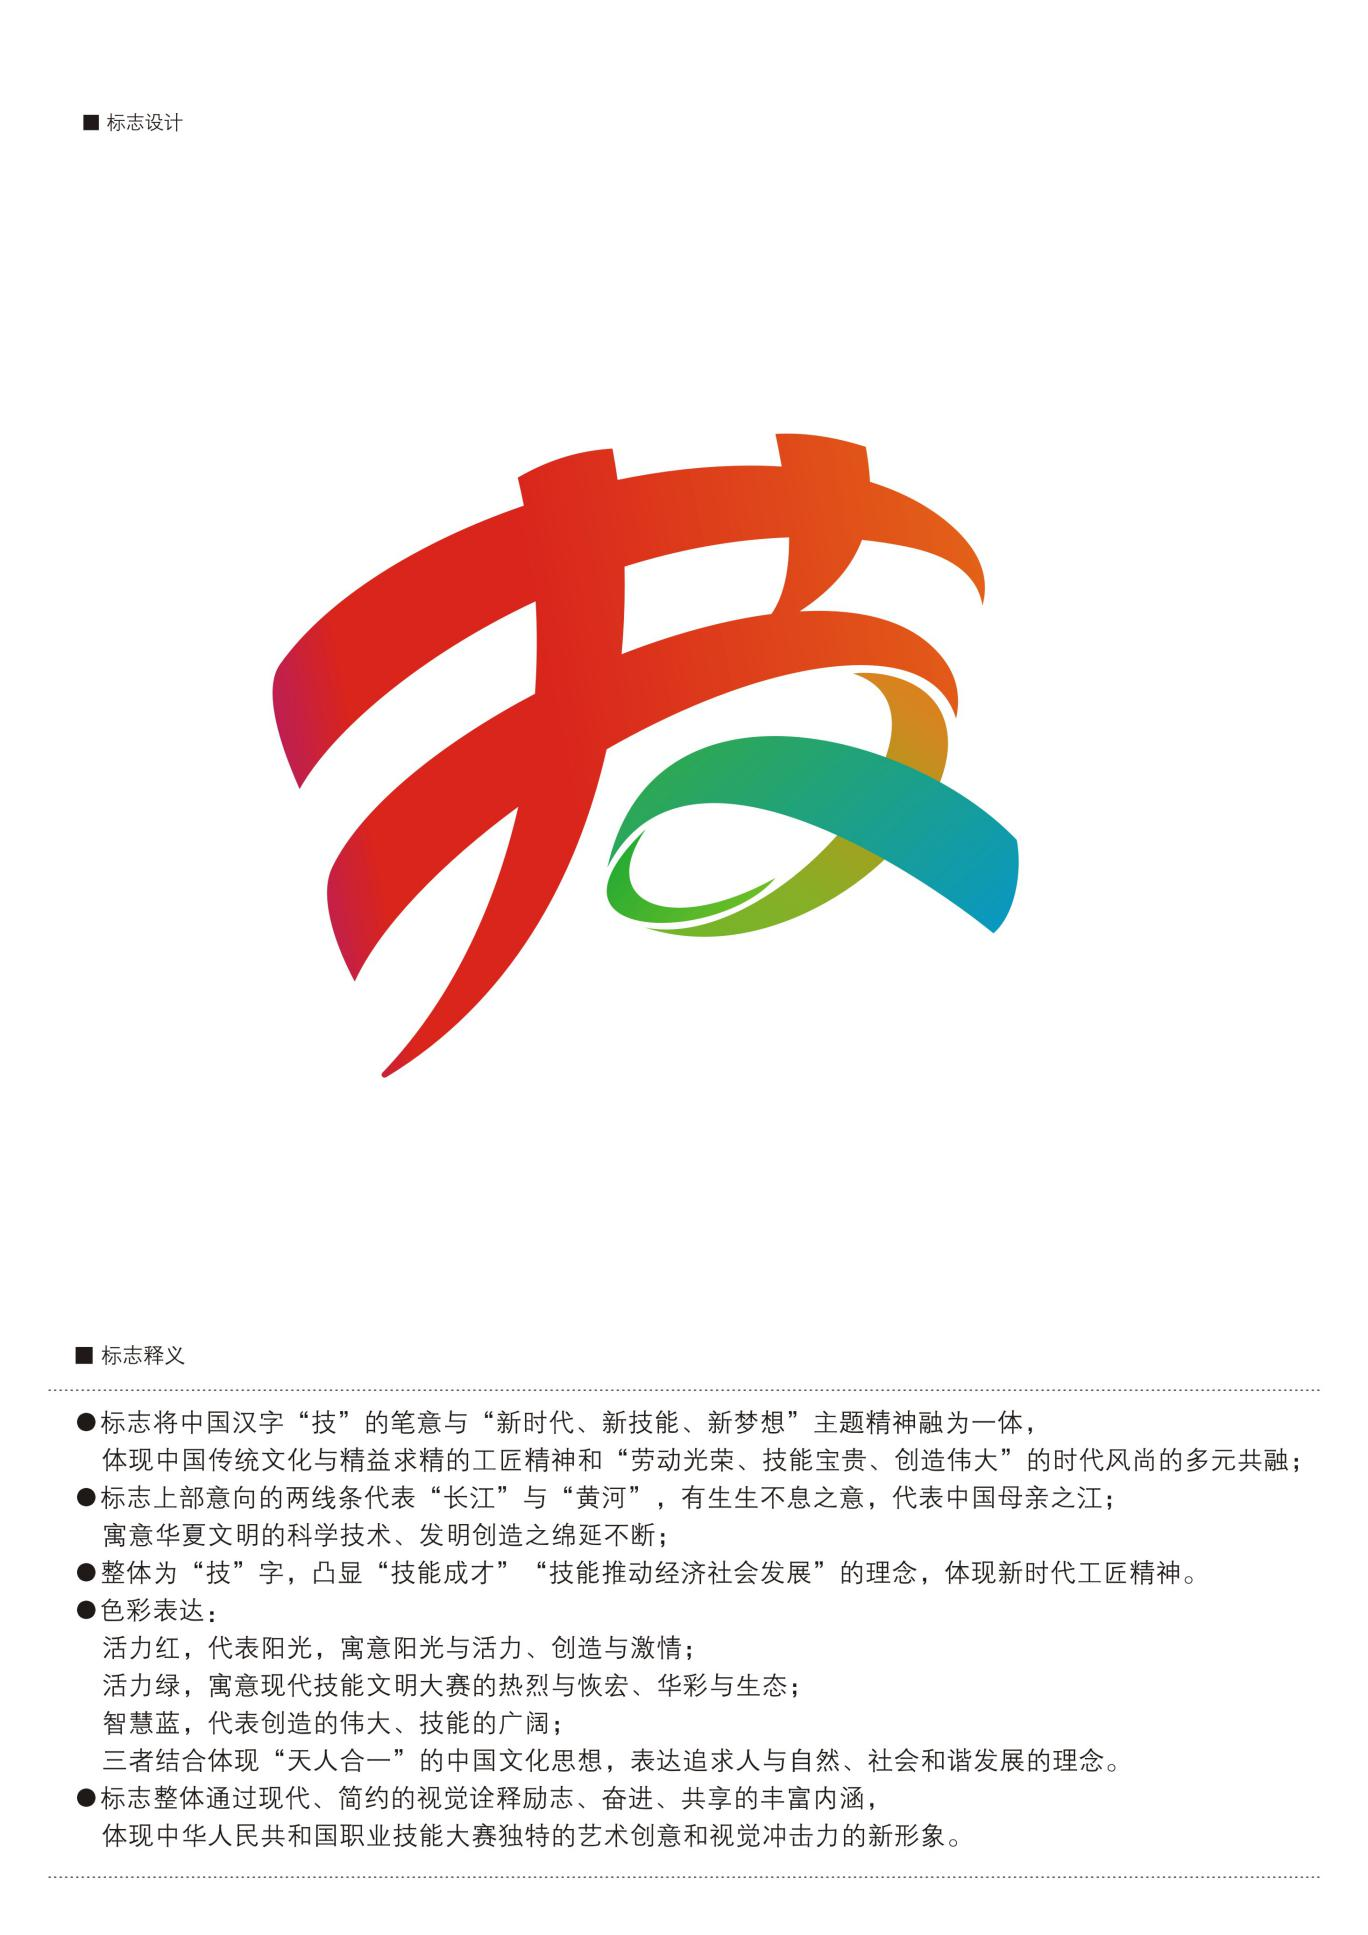 ■ 标志设计
技
■ 标志释义
●标志将中国汉字“技”的笔意与“新时代、新技能、新梦想”主题精神融为一体，
体现中国传统文化与精益求精的工匠精神和“劳动光荣、技能宝贵、创造伟大”的时代风尚的多元共融；
●标志上部意向的两线条代表“长江”与“黄河”，有生生不息之意，代表中国母亲之江；
寓意华夏文明的科学技术、发明创造之绵延不断；
●整体为“技”字，凸显“技能成才”“技能推动经济社会发展”的理念，体现新时代工匠精神。
●色彩表达：
活力红，代表阳光，寓意阳光与活力、创造与激情；
活力绿，寓意现代技能文明大赛的热烈与恢宏、华彩与生态；
智慧蓝，代表创造的伟大、技能的广阔；
三者结合体现“天人合一”的中国文化思想，表达追求人与自然、社会和谐发展的理念。
●标志整体通过现代、简约的视觉诠释励志、奋进、共享的丰富内涵，
体现中华人民共和国职业技能大赛独特的艺术创意和视觉冲击力的新形象。